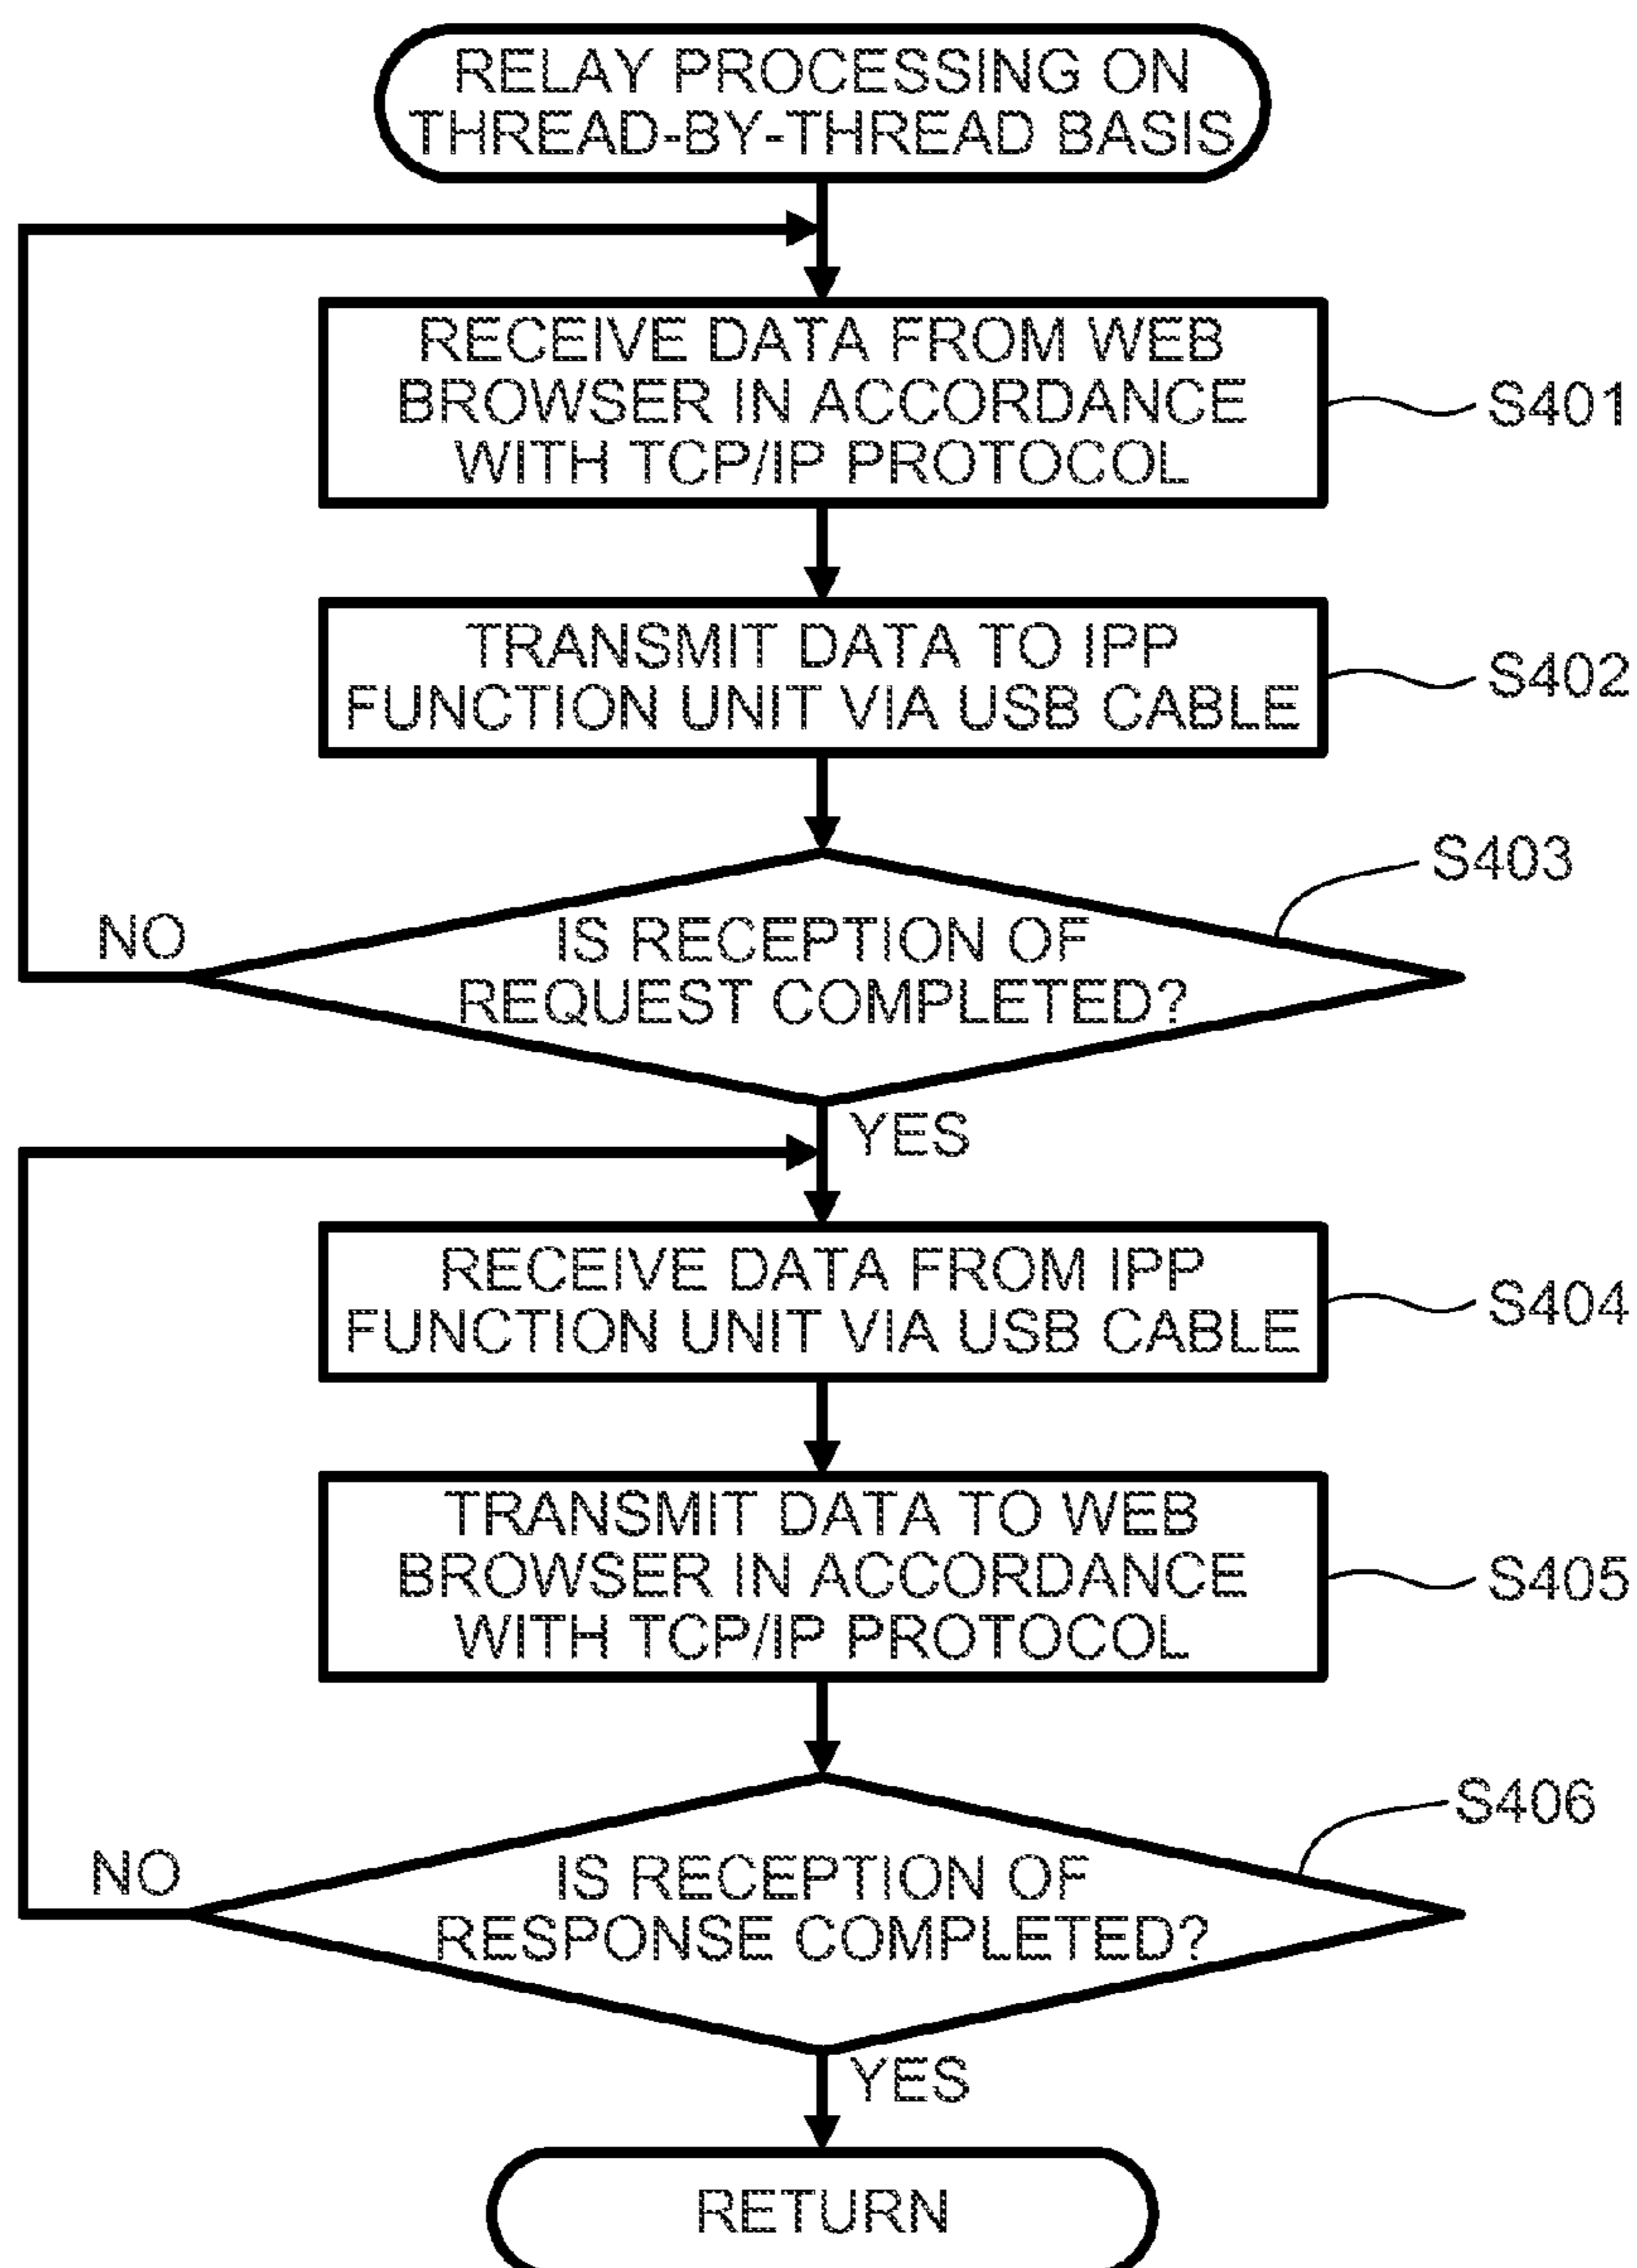 RELAY PROCESSING ON
THREAD-BY-THREAD BASIS
RECEIVE DATA FROM WEB
BROWSER IN ACCORDANCE
WITH TCP/IP PROTOCOL
S401
TRANSMIT DATA TO IPP
FUNCTION UNIT VIA USB CABLE
S402
S403
NO
IS RECEPTION OF
REQUEST COMPLETED?
YES
RECEIVE DATA FROM IPP
FUNCTION UNIT VIA USB CABLE
S404
TRANSMIT DATA TO WEB
BROWSER IN ACCORDANCE
WITH TCP/IP PROTOCOL
S405
S406
NO
IS RECEPTION OF
RESPONSE COMPLETED?
YES
RETURN